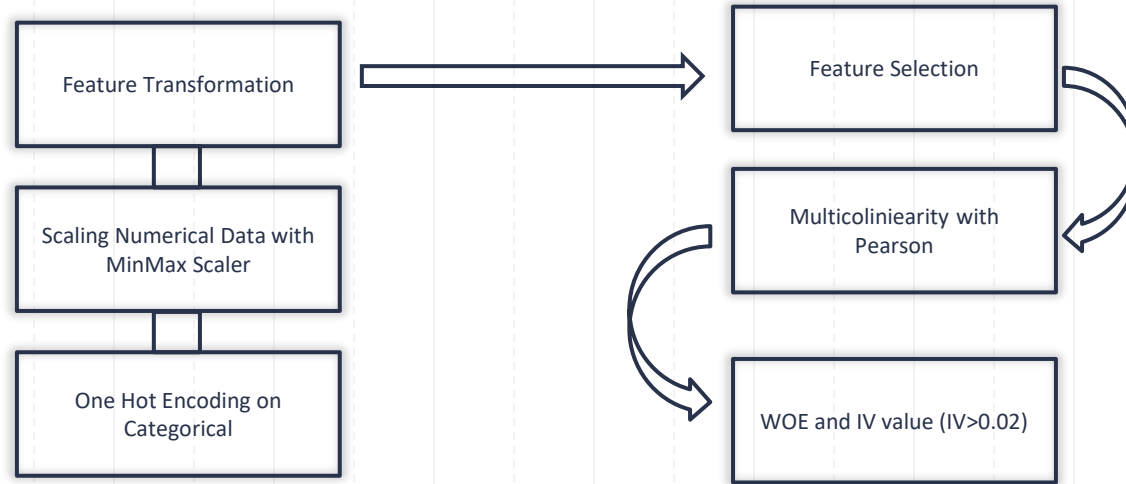 Feature Transformation
Scaling Numerical Data with
MinMax Scaler
One Hot Encoding on
Categorical
Feature Selection
Multicoliniearity with
Pearson
WOE and IV value (IV>0.02)